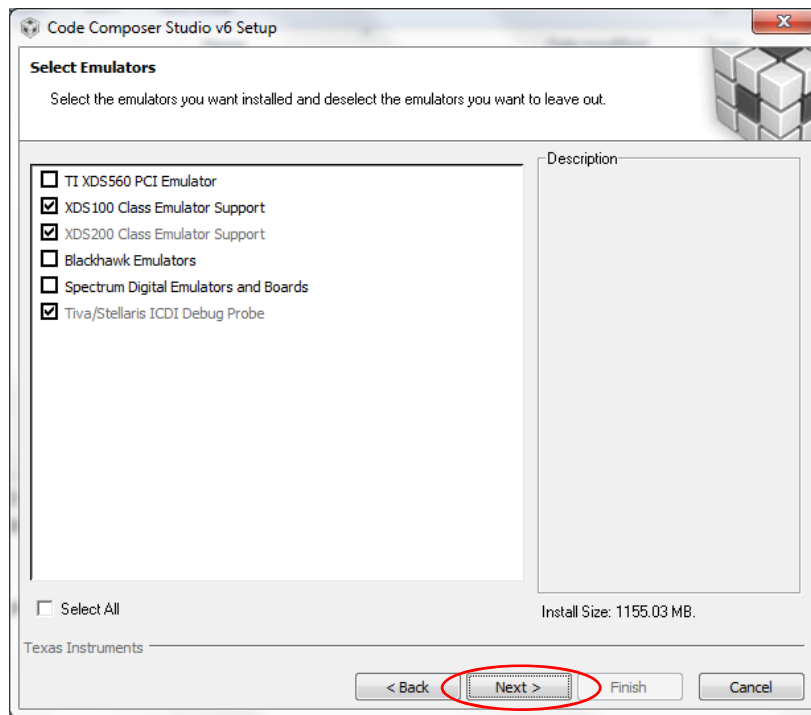 Code Composer Studio v6 Setup
Select Emulators
Select the emulators you want installed and deselect the emulators you want to leave out.
TI XDS560 PCI Emulator
XDS100 Class Emulator Support
XDS200 Class Emulator Support
Blackhawk Emulators
Spectrum Digital Emulators and Boards
Tiva/Stellaris ICDI Debug Probe
Description
Select All
Install Size: 1155.03 MB.
Texas Instruments
< Back Next > Finish Cancel